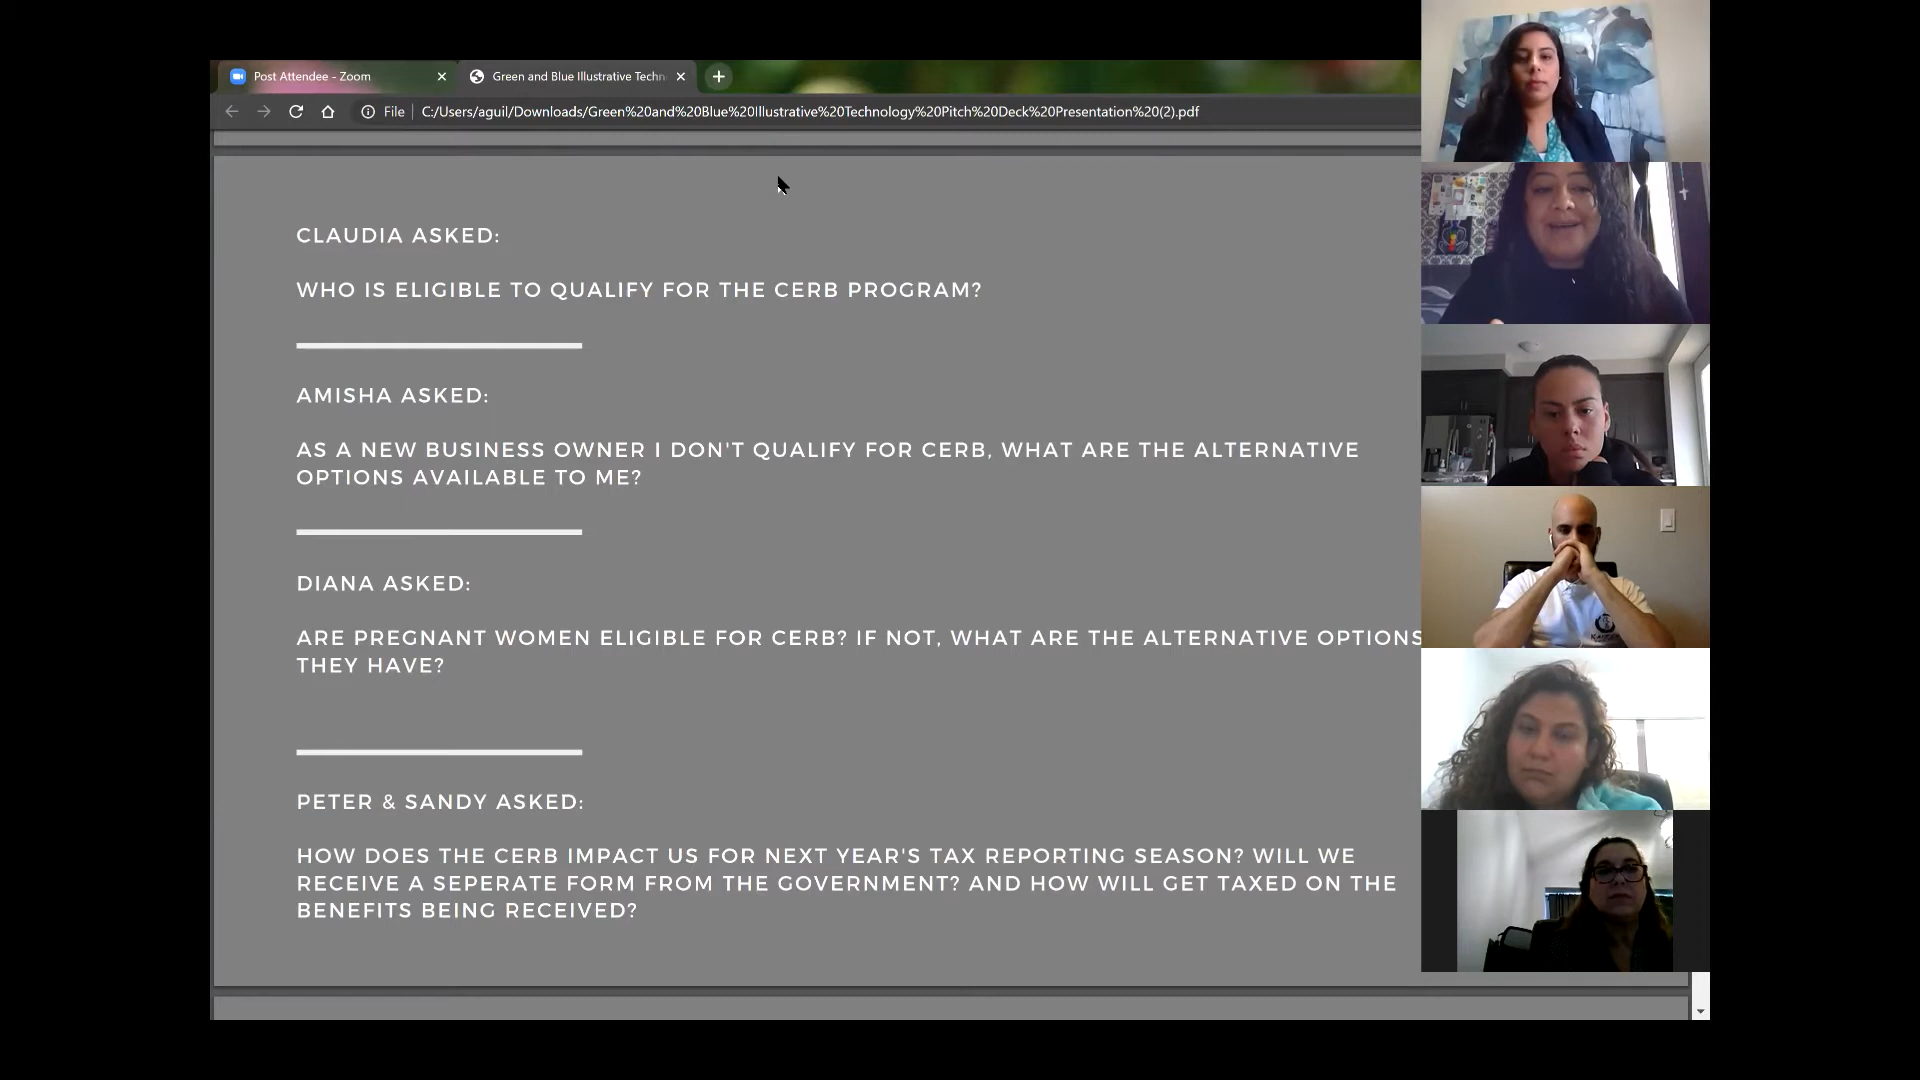 Post Attendee - Zoom
Green and Blue Illustrative Techn
File
C:/Users/aguil/Downloads/Green%20and%20Blue%20Illustrative%20Technology%20Pitch%20Deck%20Presentation%20(2).pdf
CLAUDIA ASKED:
WHO IS ELIGIBLE TO QUALIFY FOR THE CERB PROGRAM?
AMISHA ASKED:
AS A NEW BUSINESS OWNER I DON'T QUALIFY FOR CERB, WHAT ARE THE ALTERNATIVE
OPTIONS AVAILABLE TO ME?
DIANA ASKED:
ARE PREGNANT WOMEN ELIGIBLE FOR CERB? IF NOT, WHAT ARE THE ALTERNATIVE OPTIONS
THEY HAVE?
PETER & SANDY ASKED:
HOW DOES THE CERB IMPACT US FOR NEXT YEAR'S TAX REPORTING SEASON? WILL WE
RECEIVE A SEPERATE FORM FROM THE GOVERNMENT? AND HOW WILL GET TAXED ON THE
BENEFITS BEING RECEIVED?